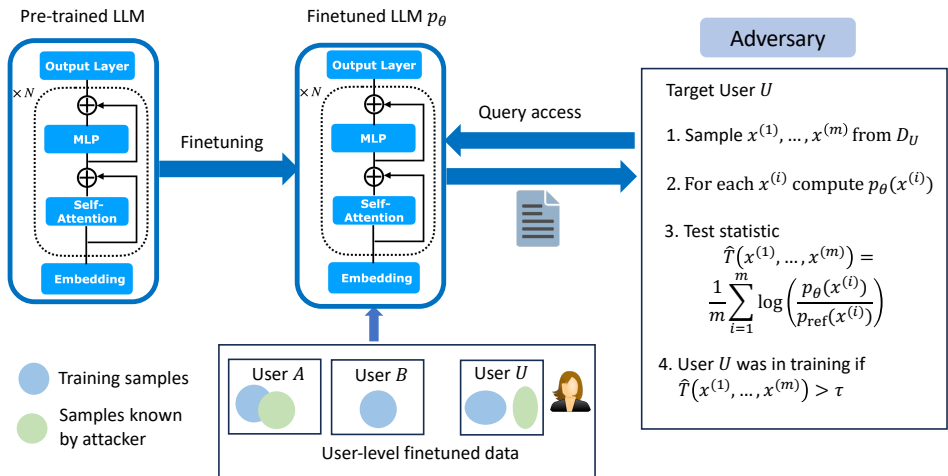 Pre-trained LLM
Output Layer
× N
MLP
Self-
Attention
Embedding
Finetuning
Finetuned LLM p_θ
Output Layer
× N
MLP
Self-
Attention
Embedding
Query access
Adversary
Target User U
1. Sample x^(1), … , x^(m) from D_U
2. For each x^(i) compute p_θ(x^(i))
3. Test statistic
T̂(x^(1), … , x^(m)) =
1/m ∑_{i=1}^{m} log(p_θ(x^(i)) / p_ref(x^(i)))
4. User U was in training if
T̂(x^(1), … , x^(m)) > τ
Training samples
Samples known
by attacker
User A
User B
User U
User-level finetuned data